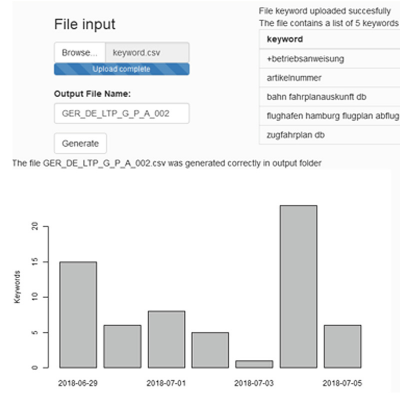 File input
Browse...
keyword.csv
Upload complete
Output File Name:
GER_DE_LTP_G_P_A_002
Generate
File keyword uploaded succesfully
The file contains a list of 5 keywords
keyword
+betriebsanweisung
artikelnummer
bahn fahrplanauskunft db
flughafen hamburg flugplan abflug
zugfahrplan db
The file GER_DE_LTP_G_P_A_002.csv was generated correctly in output folder
Keywords
20
15
10
5
0
2018-06-29
2018-07-01
2018-07-03
2018-07-05